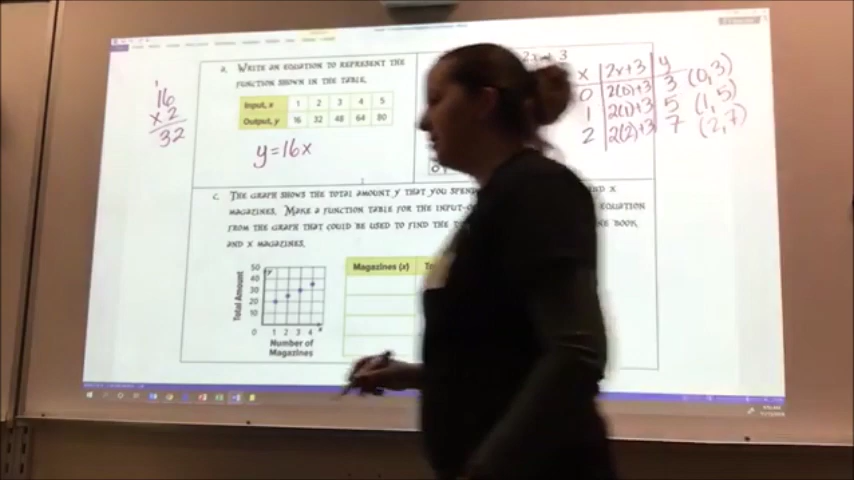 1
16
x 2
32
a. Write an equation to represent the
function shown in the table.
Input, x 1 2 3 4 5
Output, y 16 32 48 64 80
y=16x
2x + 3
x 2x+3 y
0 2(0)+3 3 (0,3)
1 2(1)+3 5 (1,5)
2 2(2)+3 7 (2,7)
c. The graph shows the total amount y that you spend
x
magazines. Make a function table for the input-
equation
from the graph that could be used to find the
book
and x magazines.
50
40
30
20
10
0
y
1 2 3 4 x
Total Amount
Number of
Magazines
Magazines (x)